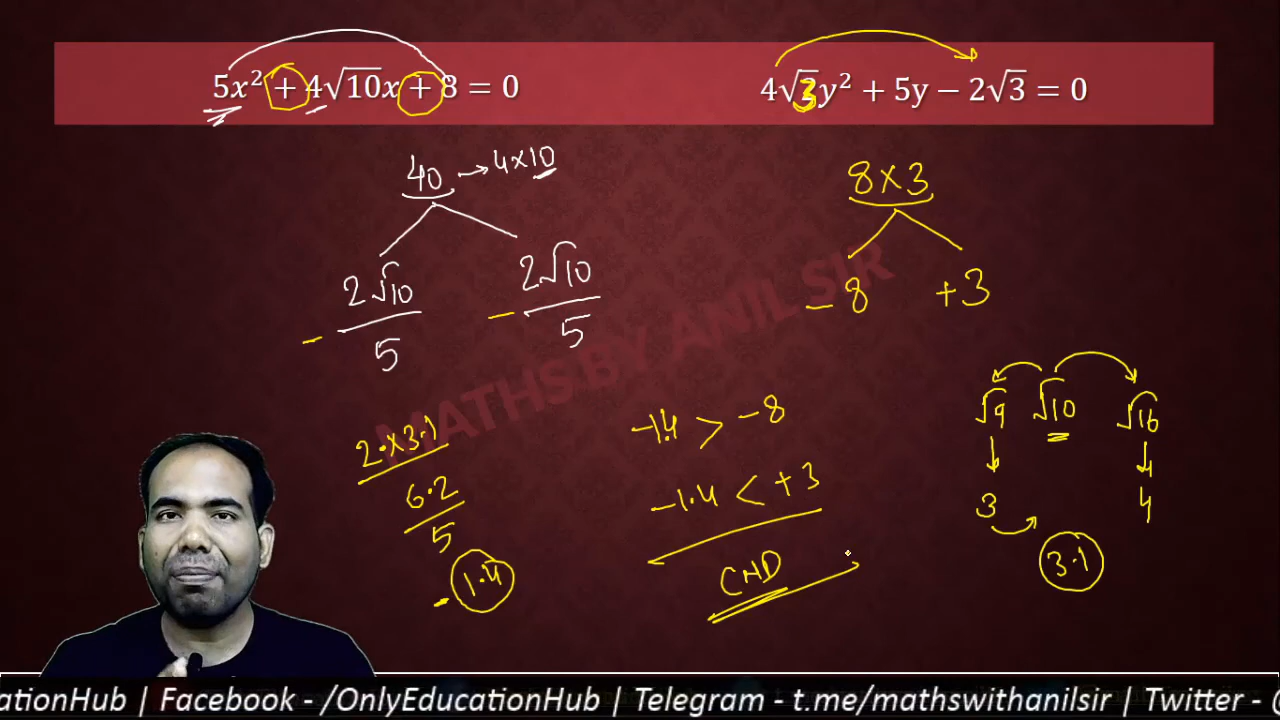 5x² + 4√10x + 8 = 0
4√3y² + 5y − 2√3 = 0
40 → 4×10
8×3
2√10
2√10
−
5
−
5
− 8 +3
MATHS BY ANIL SIR
√9 √10 √16
2×3·1
6·2
5
-1.4
-1.4 > -8
-1.4 < +3
CND
3
4
3.1
cationHub | Facebook - /OnlyEducationHub | Telegram - t.me/mathswithanilsir | Twitter -